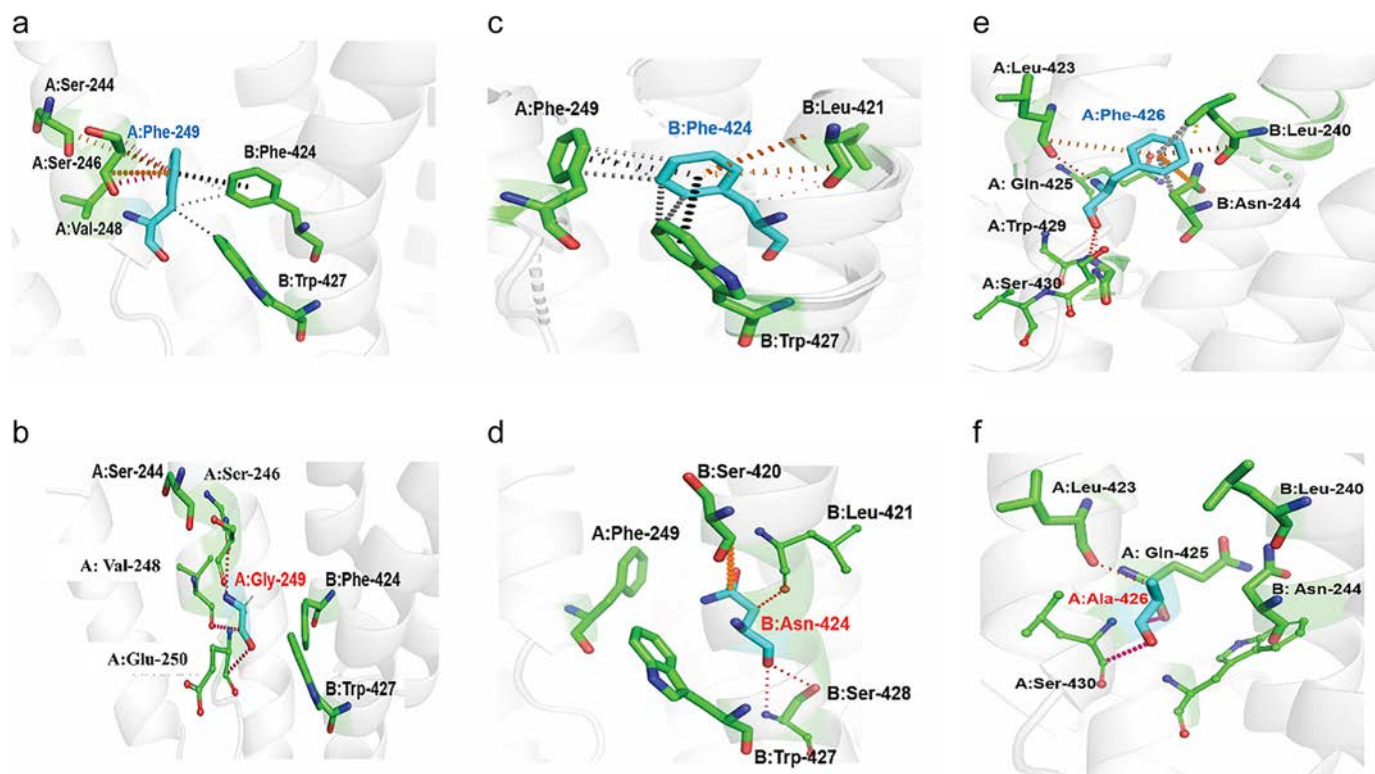 a
A:Ser-244
A:Phe-249
A:Ser-246
B:Phe-424
A:Val-248
B:Trp-427
c
A:Phe-249
B:Phe-424
B:Leu-421
B:Trp-427
e
A:Leu-423
A:Phe-426
B:Leu-240
A: Gln-425
B:Asn-244
A:Trp-429
A:Ser-430
b
A:Ser-244
A:Ser-246
A: Val-248
A:Gly-249
B:Phe-424
A:Glu-250
B:Trp-427
d
B:Ser-420
B:Leu-421
A:Phe-249
B:Asn-424
B:Ser-428
B:Trp-427
f
A:Leu-423
B:Leu-240
A: Gln-425
A:Ala-426
B: Asn-244
A:Ser-430